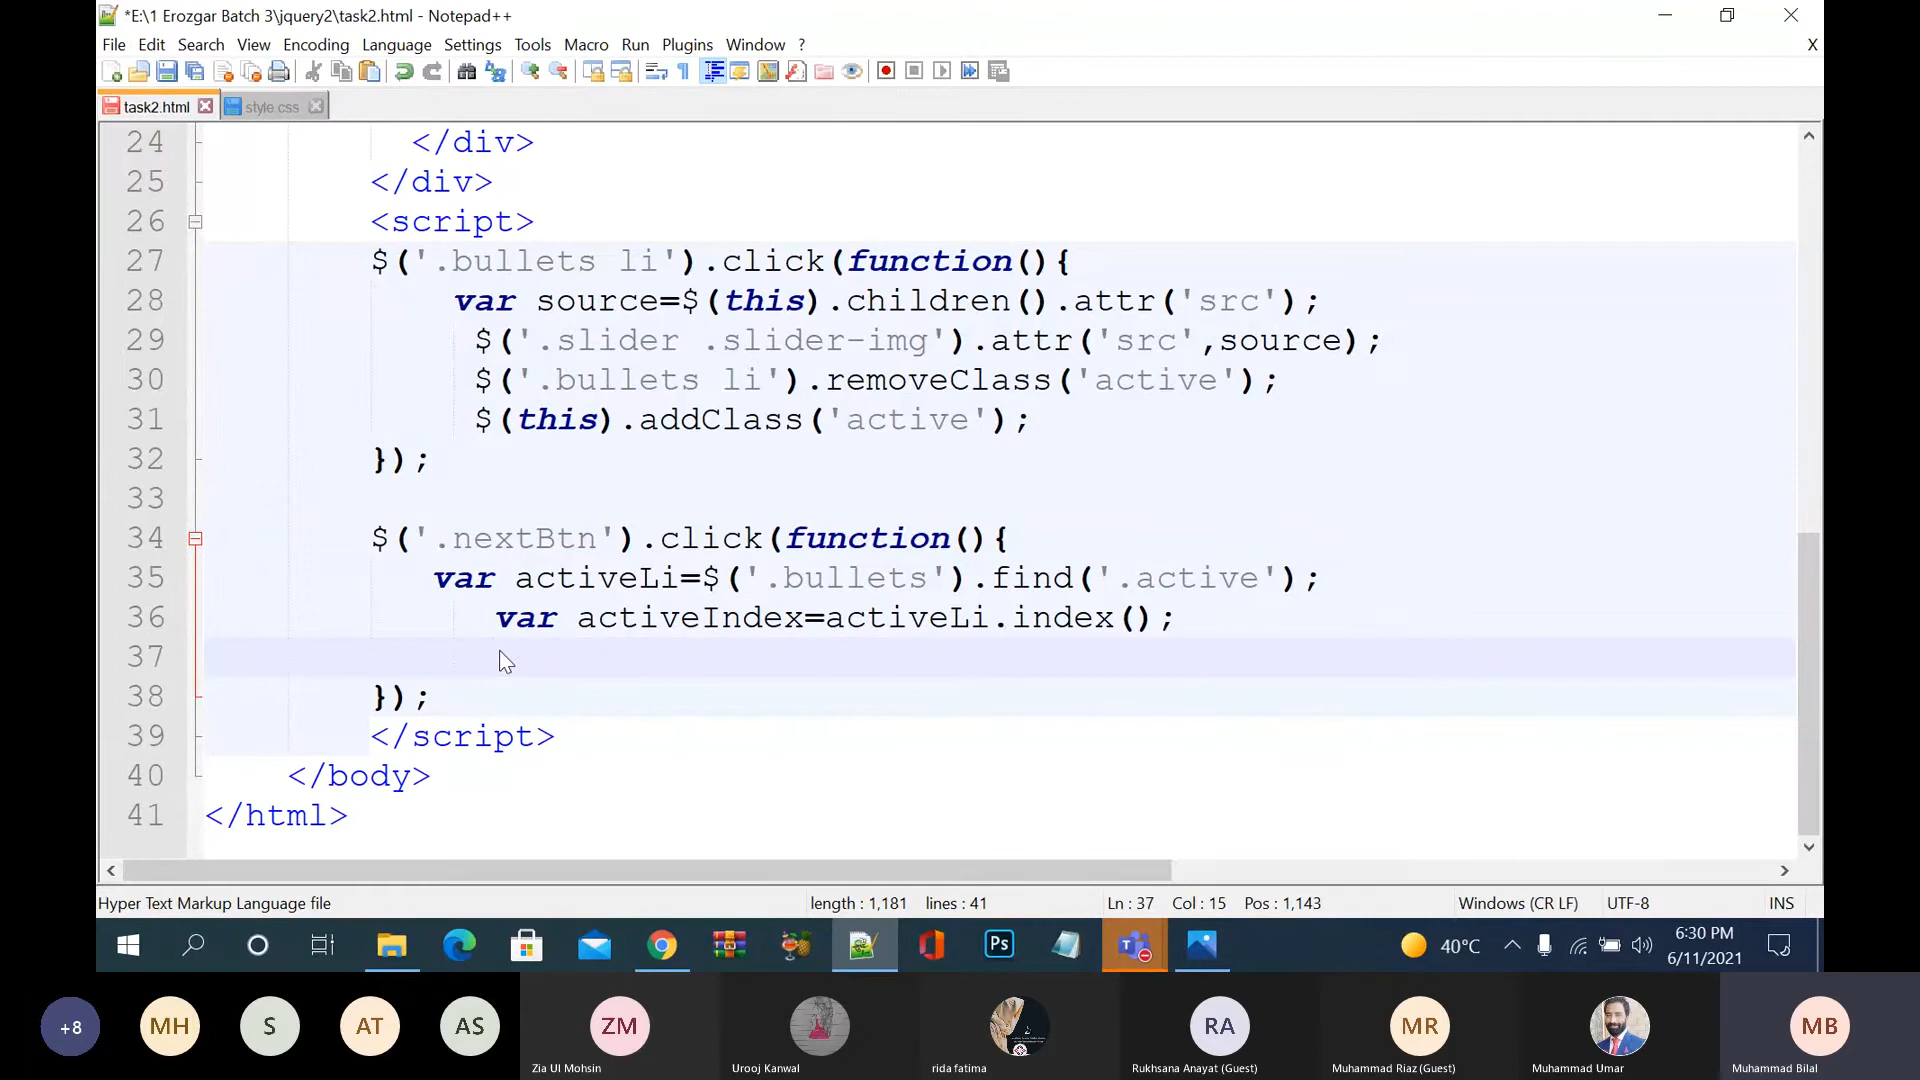 *E:\1 Erozgar Batch 3\jquery2\task2.html - Notepad++
File Edit Search View Encoding Language Settings Tools Macro Run Plugins Window ? X
task2.html style css
24 </div>
25 </div>
26 <script>
27 $('.bullets li').click(function(){
28 var source=$(this).children().attr('src');
29 $('.slider .slider-img').attr('src',source);
30 $('.bullets li').removeClass('active');
31 $(this).addClass('active');
32 });
33
34 $('.nextBtn').click(function(){
35 var activeLi=$('.bullets').find('.active');
36 var activeIndex=activeLi.index();
37
38 });
39 </script>
40 </body>
41 </html>
Hyper Text Markup Language file length : 1,181 lines : 41 Ln : 37 Col : 15 Pos : 1,143 Windows (CR LF) UTF-8 INS
Ps 40°C 6:30 PM
6/11/2021
+8 MH S AT AS ZM RA MR MB
Zia Ul Mohsin Urooj Kanwal rida fatima Rukhsana Anayat (Guest) Muhammad Riaz (Guest) Muhammad Umar Muhammad Bilal